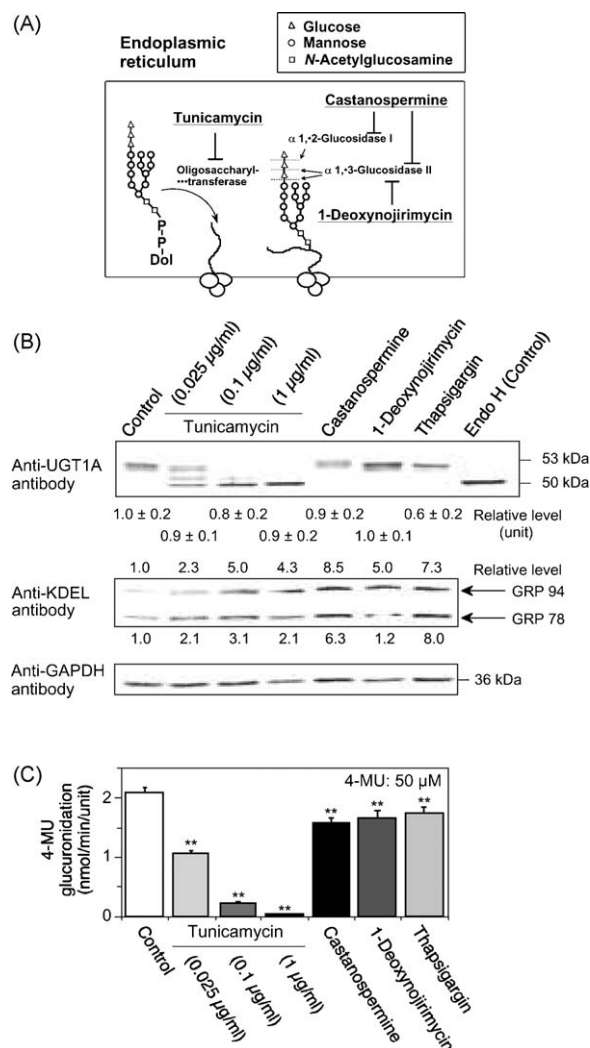 (A)
Endoplasmic
reticulum
Glucose
Mannose
N-Acetylglucosamine
Tunicamycin
Castanospermine
α 1,•2-Glucosidase I
Oligosaccharyl-
•••transferase
α 1,•3-Glucosidase II
1-Deoxynojirimycin
P
P
Dol
(B)
Control
(0.025 µg/ml)
(0.1 µg/ml)
(1 µg/ml)
Tunicamycin
Castanospermine
1-Deoxynojirimycin
Thapsigargin
Endo H (Control)
Anti-UGT1A
antibody
53 kDa
50 kDa
1.0 ± 0.2 0.8 ± 0.2 0.9 ± 0.2 0.6 ± 0.2 Relative level
(unit)
0.9 ± 0.1 0.9 ± 0.2 1.0 ± 0.1
1.0 2.3 5.0 4.3 8.5 5.0 7.3 Relative level
Anti-KDEL
antibody
GRP 94
GRP 78
1.0 2.1 3.1 2.1 6.3 1.2 8.0
Anti-GAPDH
antibody
36 kDa
(C)
4-MU: 50 µM
4-MU
glucuronidation
(nmol/min/unit)
2
1
0
**
**
**
**
**
**
Control
(0.025 µg/ml)
(0.1 µg/ml)
(1 µg/ml)
Tunicamycin
Castanospermine
1-Deoxynojirimycin
Thapsigargin